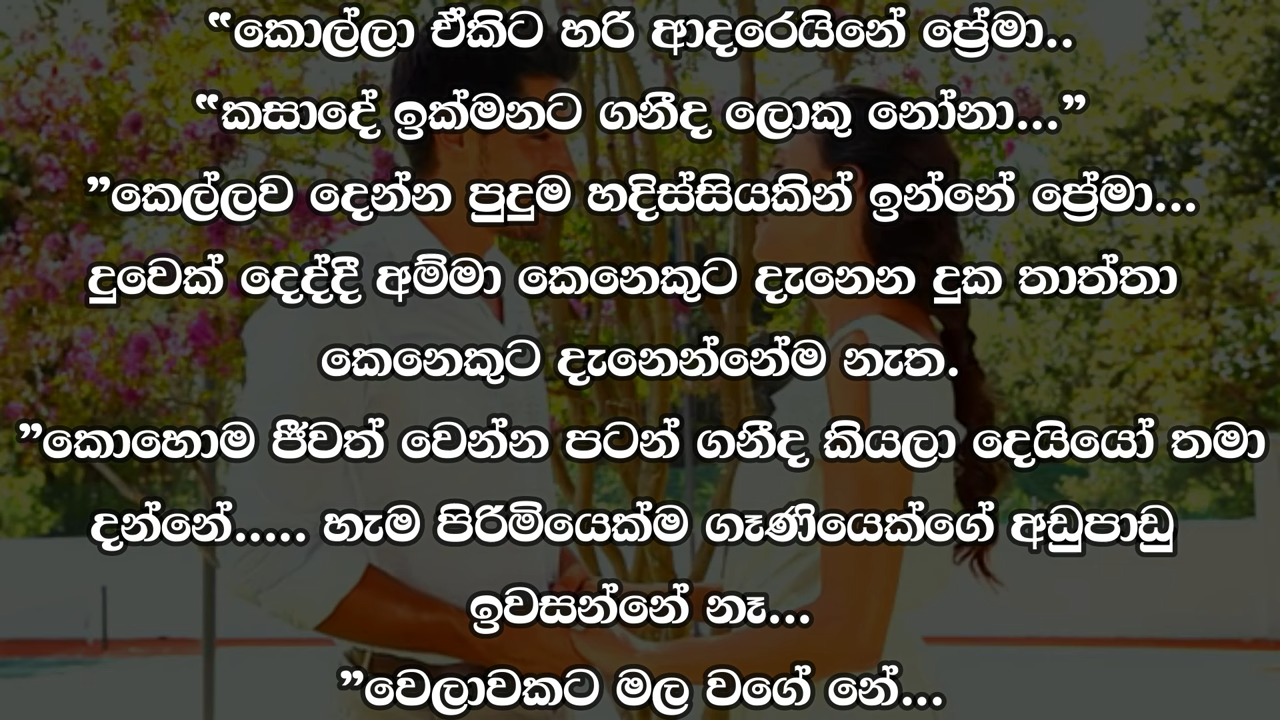 “කොල්ලා ඒකිට හරි ආදරෙයිනේ ප්‍රේමා..
“කසාදේ ඉක්මනට ගනීද ලොකු නෝනා...”
”කෙල්ලව දෙන්න පුදුම හදිස්සියකින් ඉන්නේ ප්‍රේමා...
දුවෙක් දෙද්දී අම්මා කෙනෙකුට දැනෙන දුක තාත්තා
කෙනෙකුට දැනෙන්නේම නැත.
”කොහොම ජීවත් වෙන්න පටන් ගනීද කියලා දෙයියෝ තමා
දන්නේ..... හැම පිරිමියෙක්ම ගෑණියෙක්ගේ අඩුපාඩු
ඉවසන්නේ නෑ...
”වෙලාවකට මල වගේ නේ...